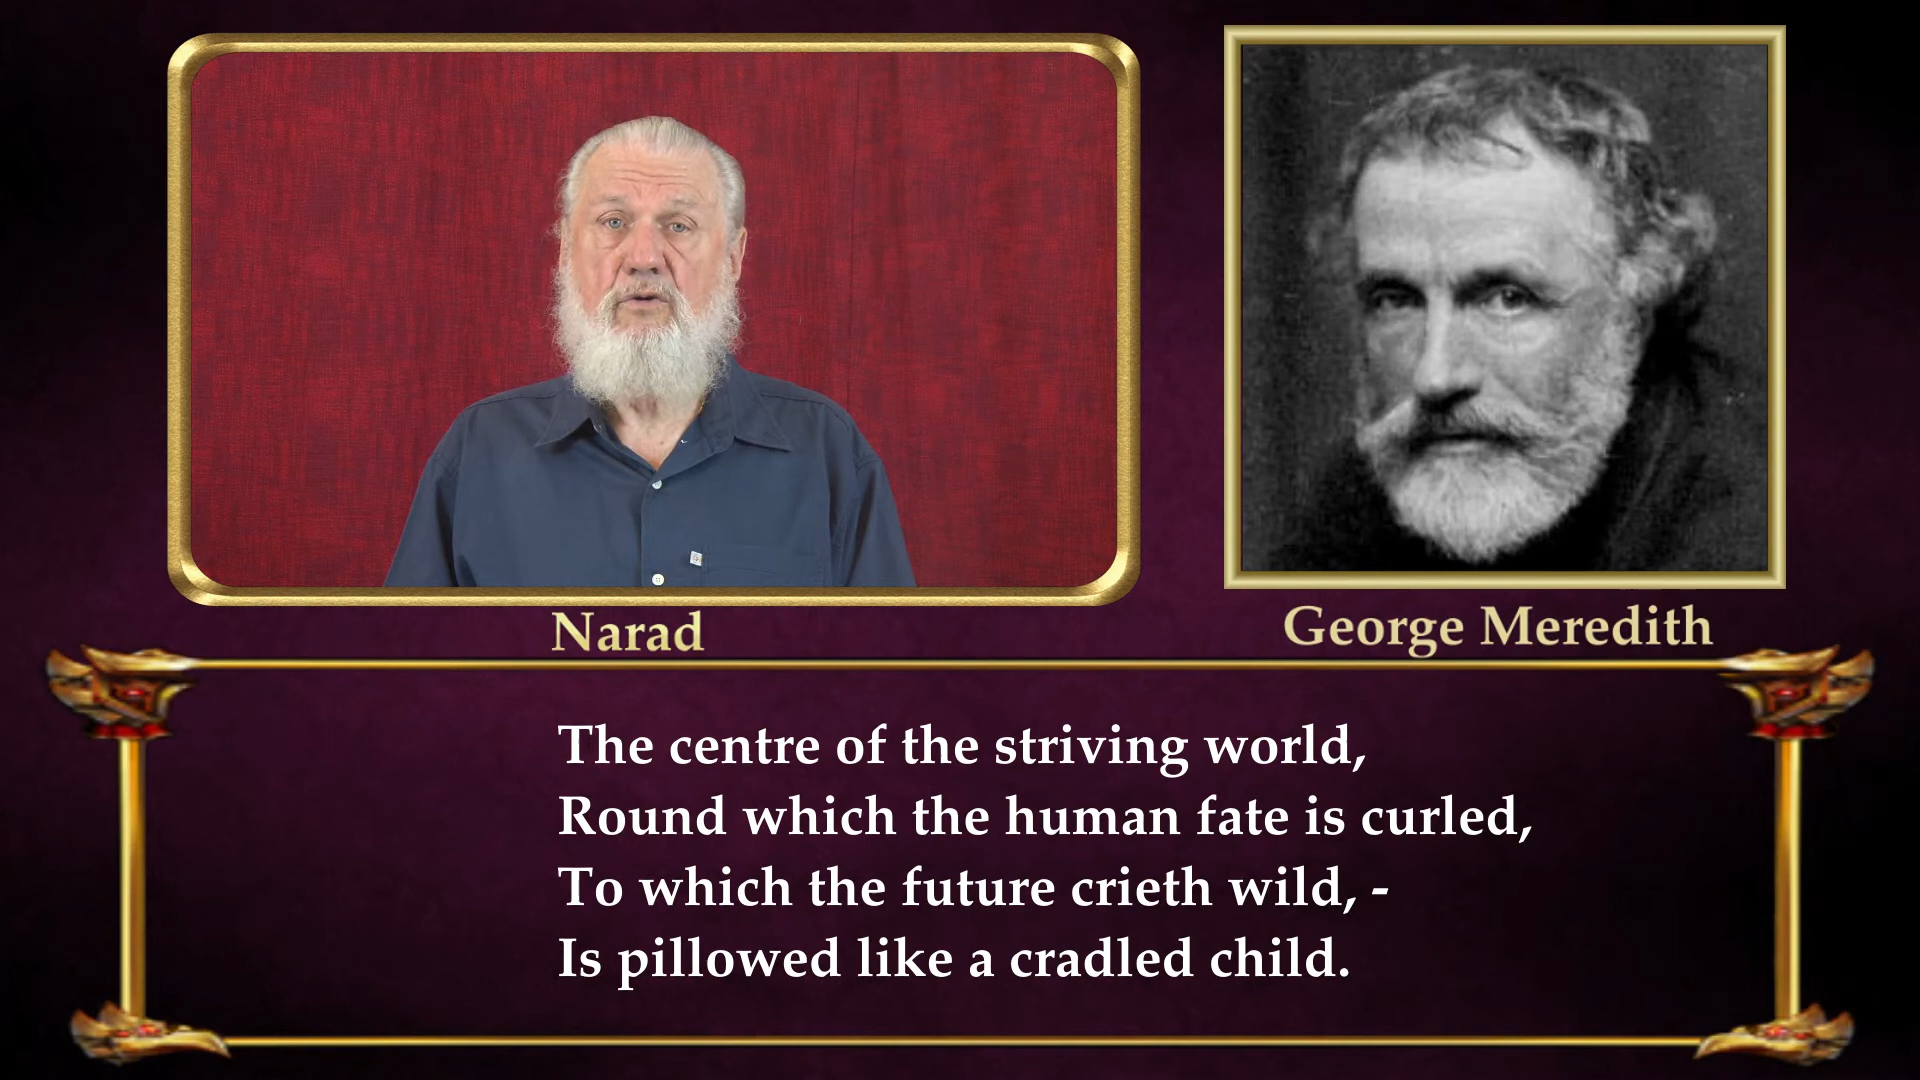 Narad
George Meredith
The centre of the striving world,
Round which the human fate is curled,
To which the future crieth wild, -
Is pillowed like a cradled child.